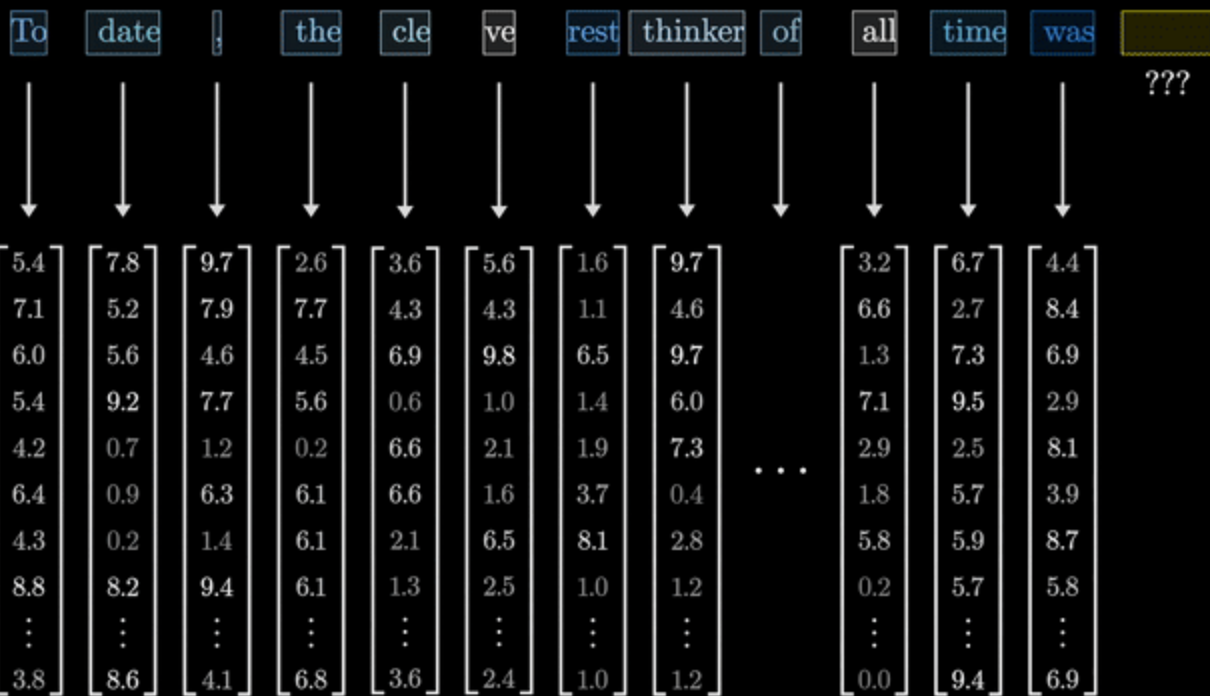 To date , the cle ve rest thinker of all time was
???
5.4 7.8 9.7 2.6 3.6 5.6 1.6 9.7 3.2 6.7 4.4
7.1 5.2 7.9 7.7 4.3 4.3 1.1 4.6 6.6 2.7 8.4
6.0 5.6 4.6 4.5 6.9 9.8 6.5 9.7 1.3 7.3 6.9
5.4 9.2 7.7 5.6 0.6 1.0 1.4 6.0 7.1 9.5 2.9
4.2 0.7 1.2 0.2 6.6 2.1 1.9 7.3 ... 2.9 2.5 8.1
6.4 0.9 6.3 6.1 6.6 1.6 3.7 0.4 1.8 5.7 3.9
4.3 0.2 1.4 6.1 2.1 6.5 8.1 2.8 5.8 5.9 8.7
8.8 8.2 9.4 6.1 1.3 2.5 1.0 1.2 0.2 5.7 5.8
⋮ ⋮ ⋮ ⋮ ⋮ ⋮ ⋮ ⋮ ⋮ ⋮ ⋮
3.8 8.6 4.1 6.8 3.6 2.4 1.0 1.2 0.0 9.4 6.9